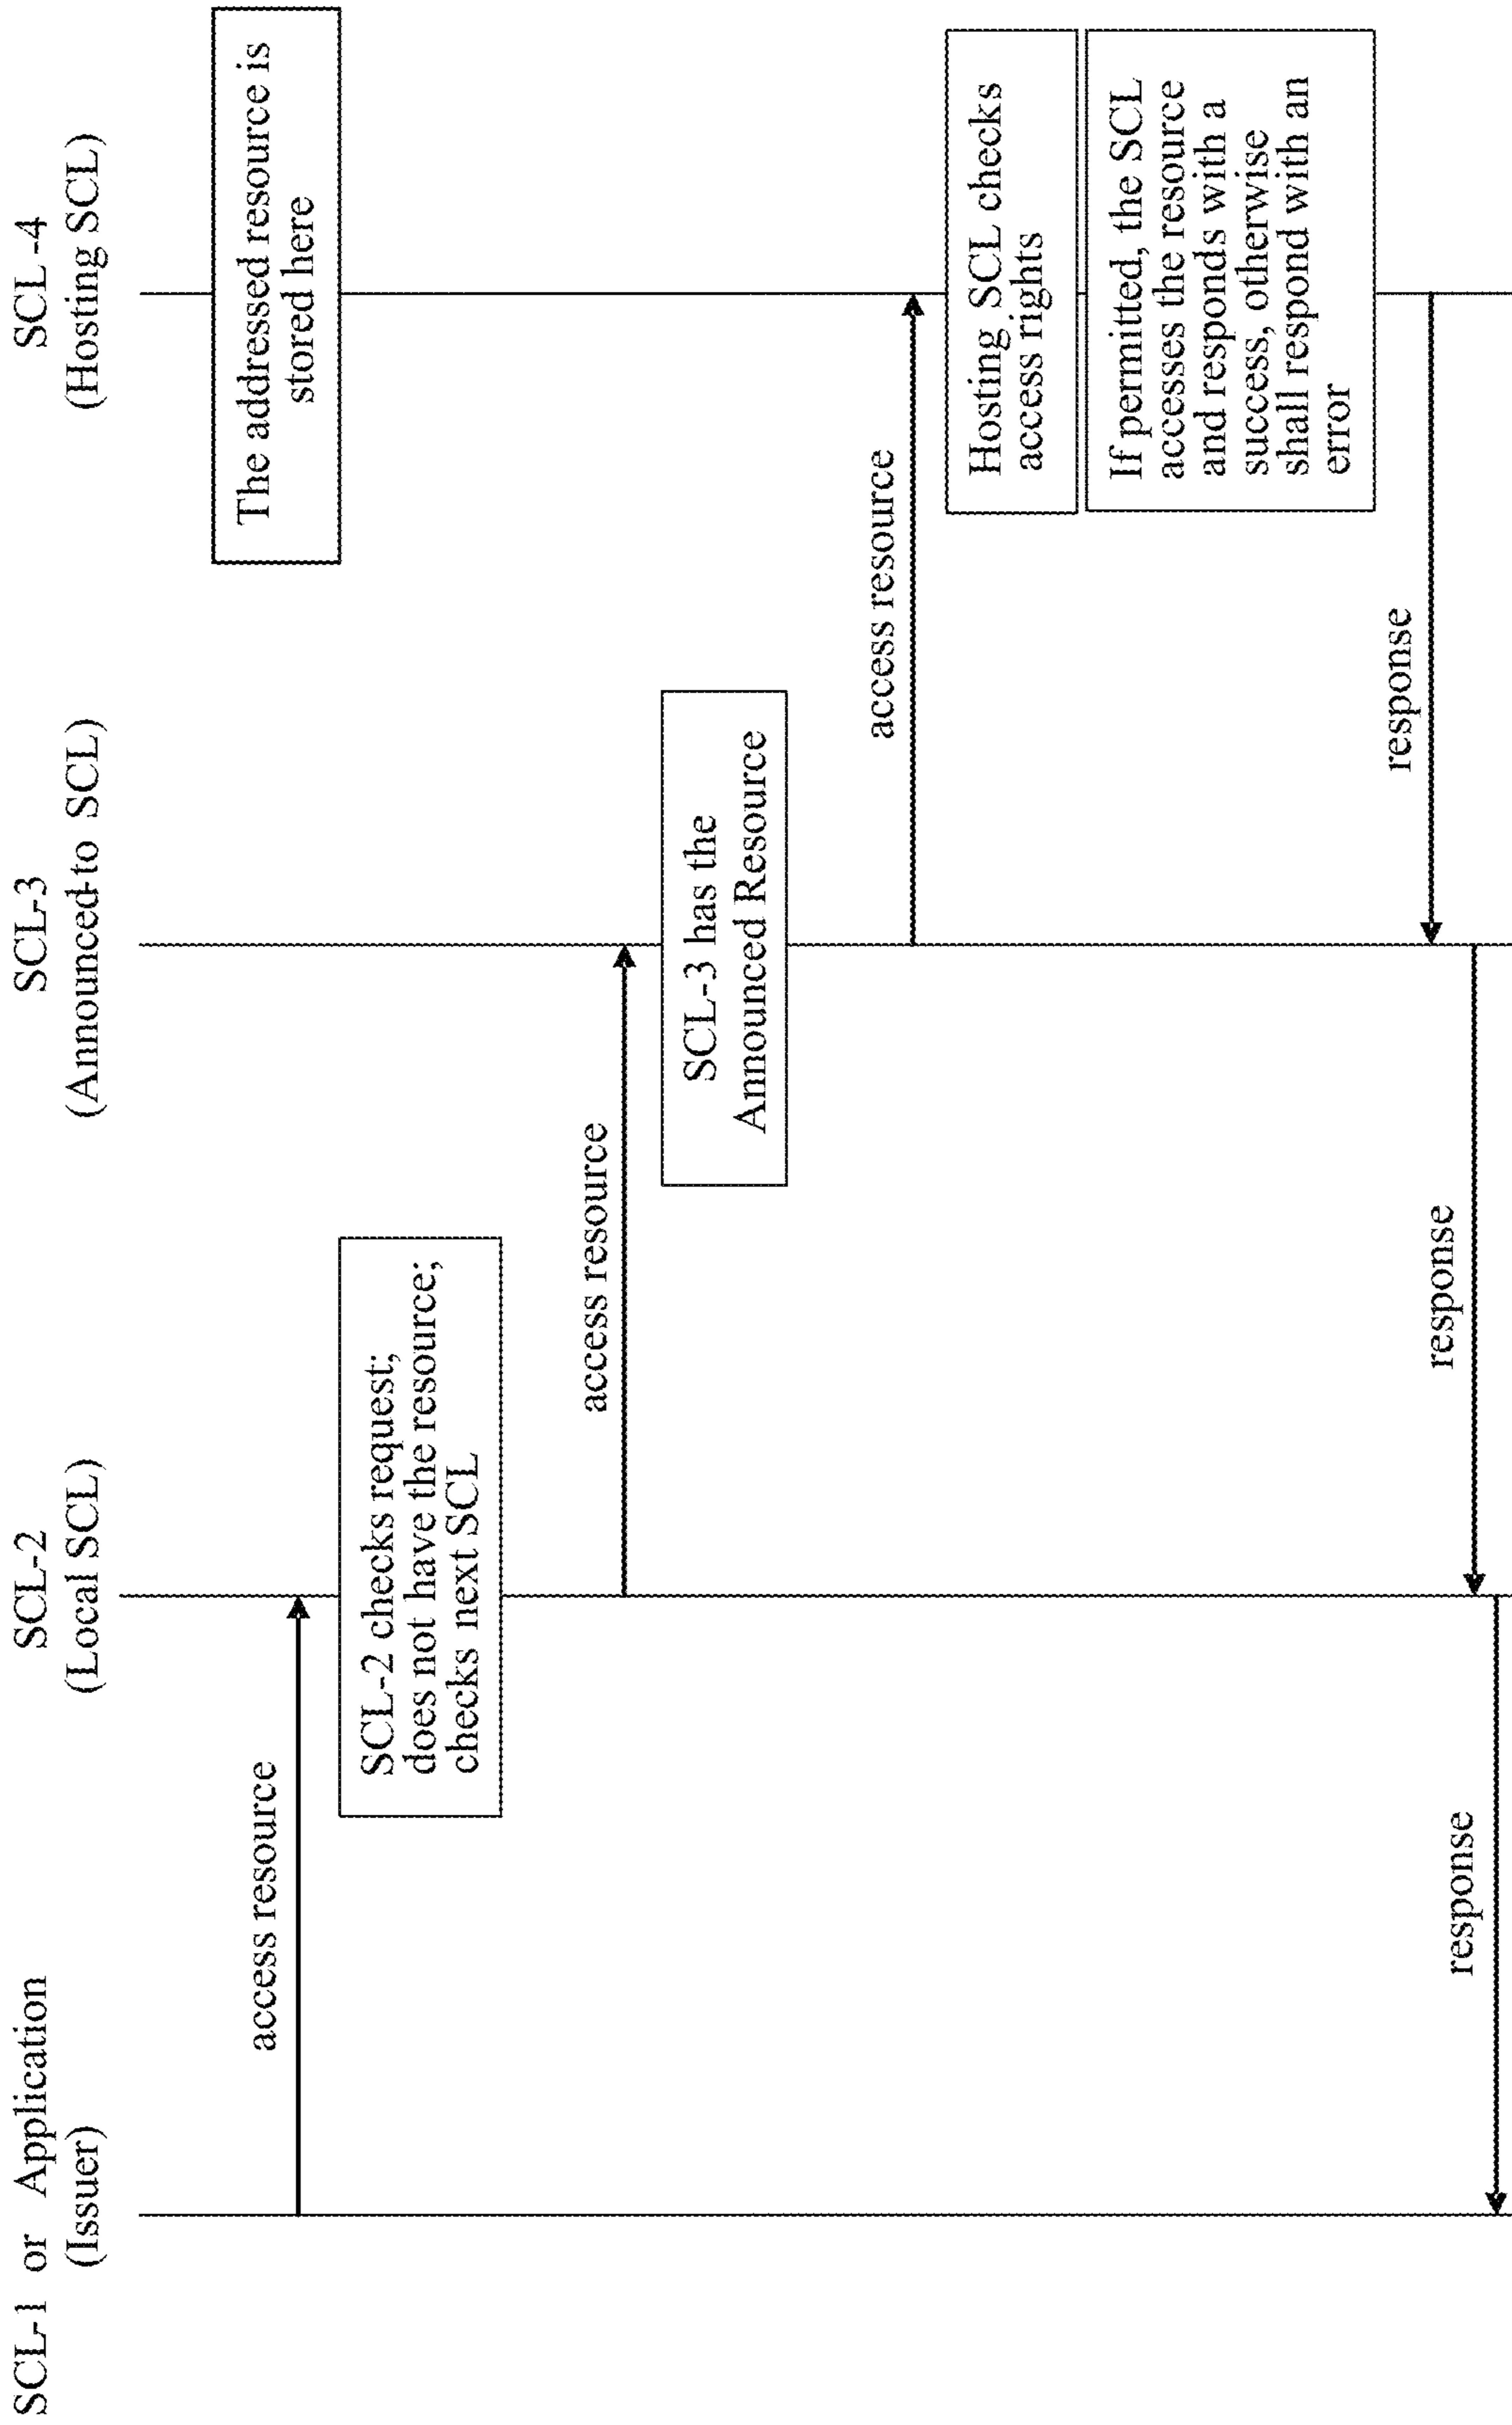 SCL-1 or Application
(Issuer)
SCL-2
(Local SCL)
SCL-3
(Announced-to SCL)
SCL -4
(Hosting SCL)
The addressed resource is
stored here
access resource
SCL-2 checks request;
does not have the resource;
checks next SCL
access resource
SCL-3 has the
Announced Resource
access resource
Hosting SCL checks
access rights
If permitted, the SCL
accesses the resource
and responds with a
success, otherwise
shall respond with an
error
response
response
response